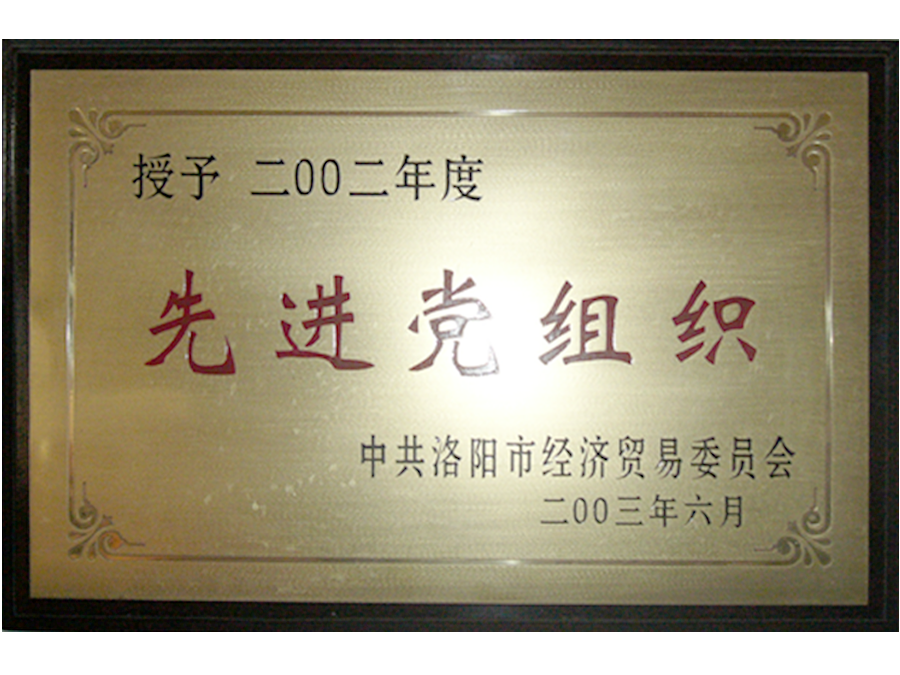 授予 二00二年度
先进党组织
中共洛阳市经济贸易委员会
二00三年六月